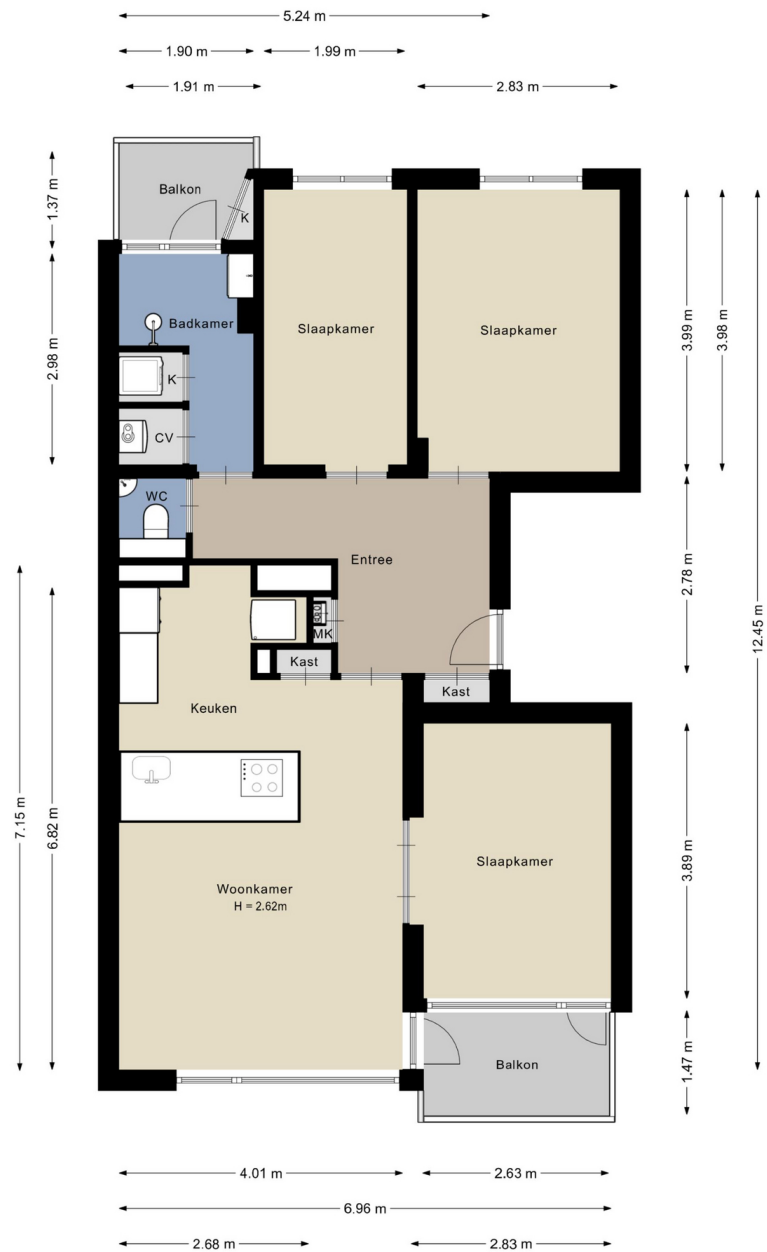 5.24 m
1.90 m
1.99 m
1.91 m
2.83 m
1.37 m
Balkon
K
2.98 m
Badkamer
Slaapkamer
Slaapkamer
3.99 m
3.98 m
K
CV
WC
Entree
2.78 m
12.45 m
MK
Kast
Kast
Keuken
7.15 m
6.82 m
Slaapkamer
3.89 m
Woonkamer
H = 2.62m
Balkon
1.47 m
4.01 m
2.63 m
6.96 m
2.68 m
2.83 m